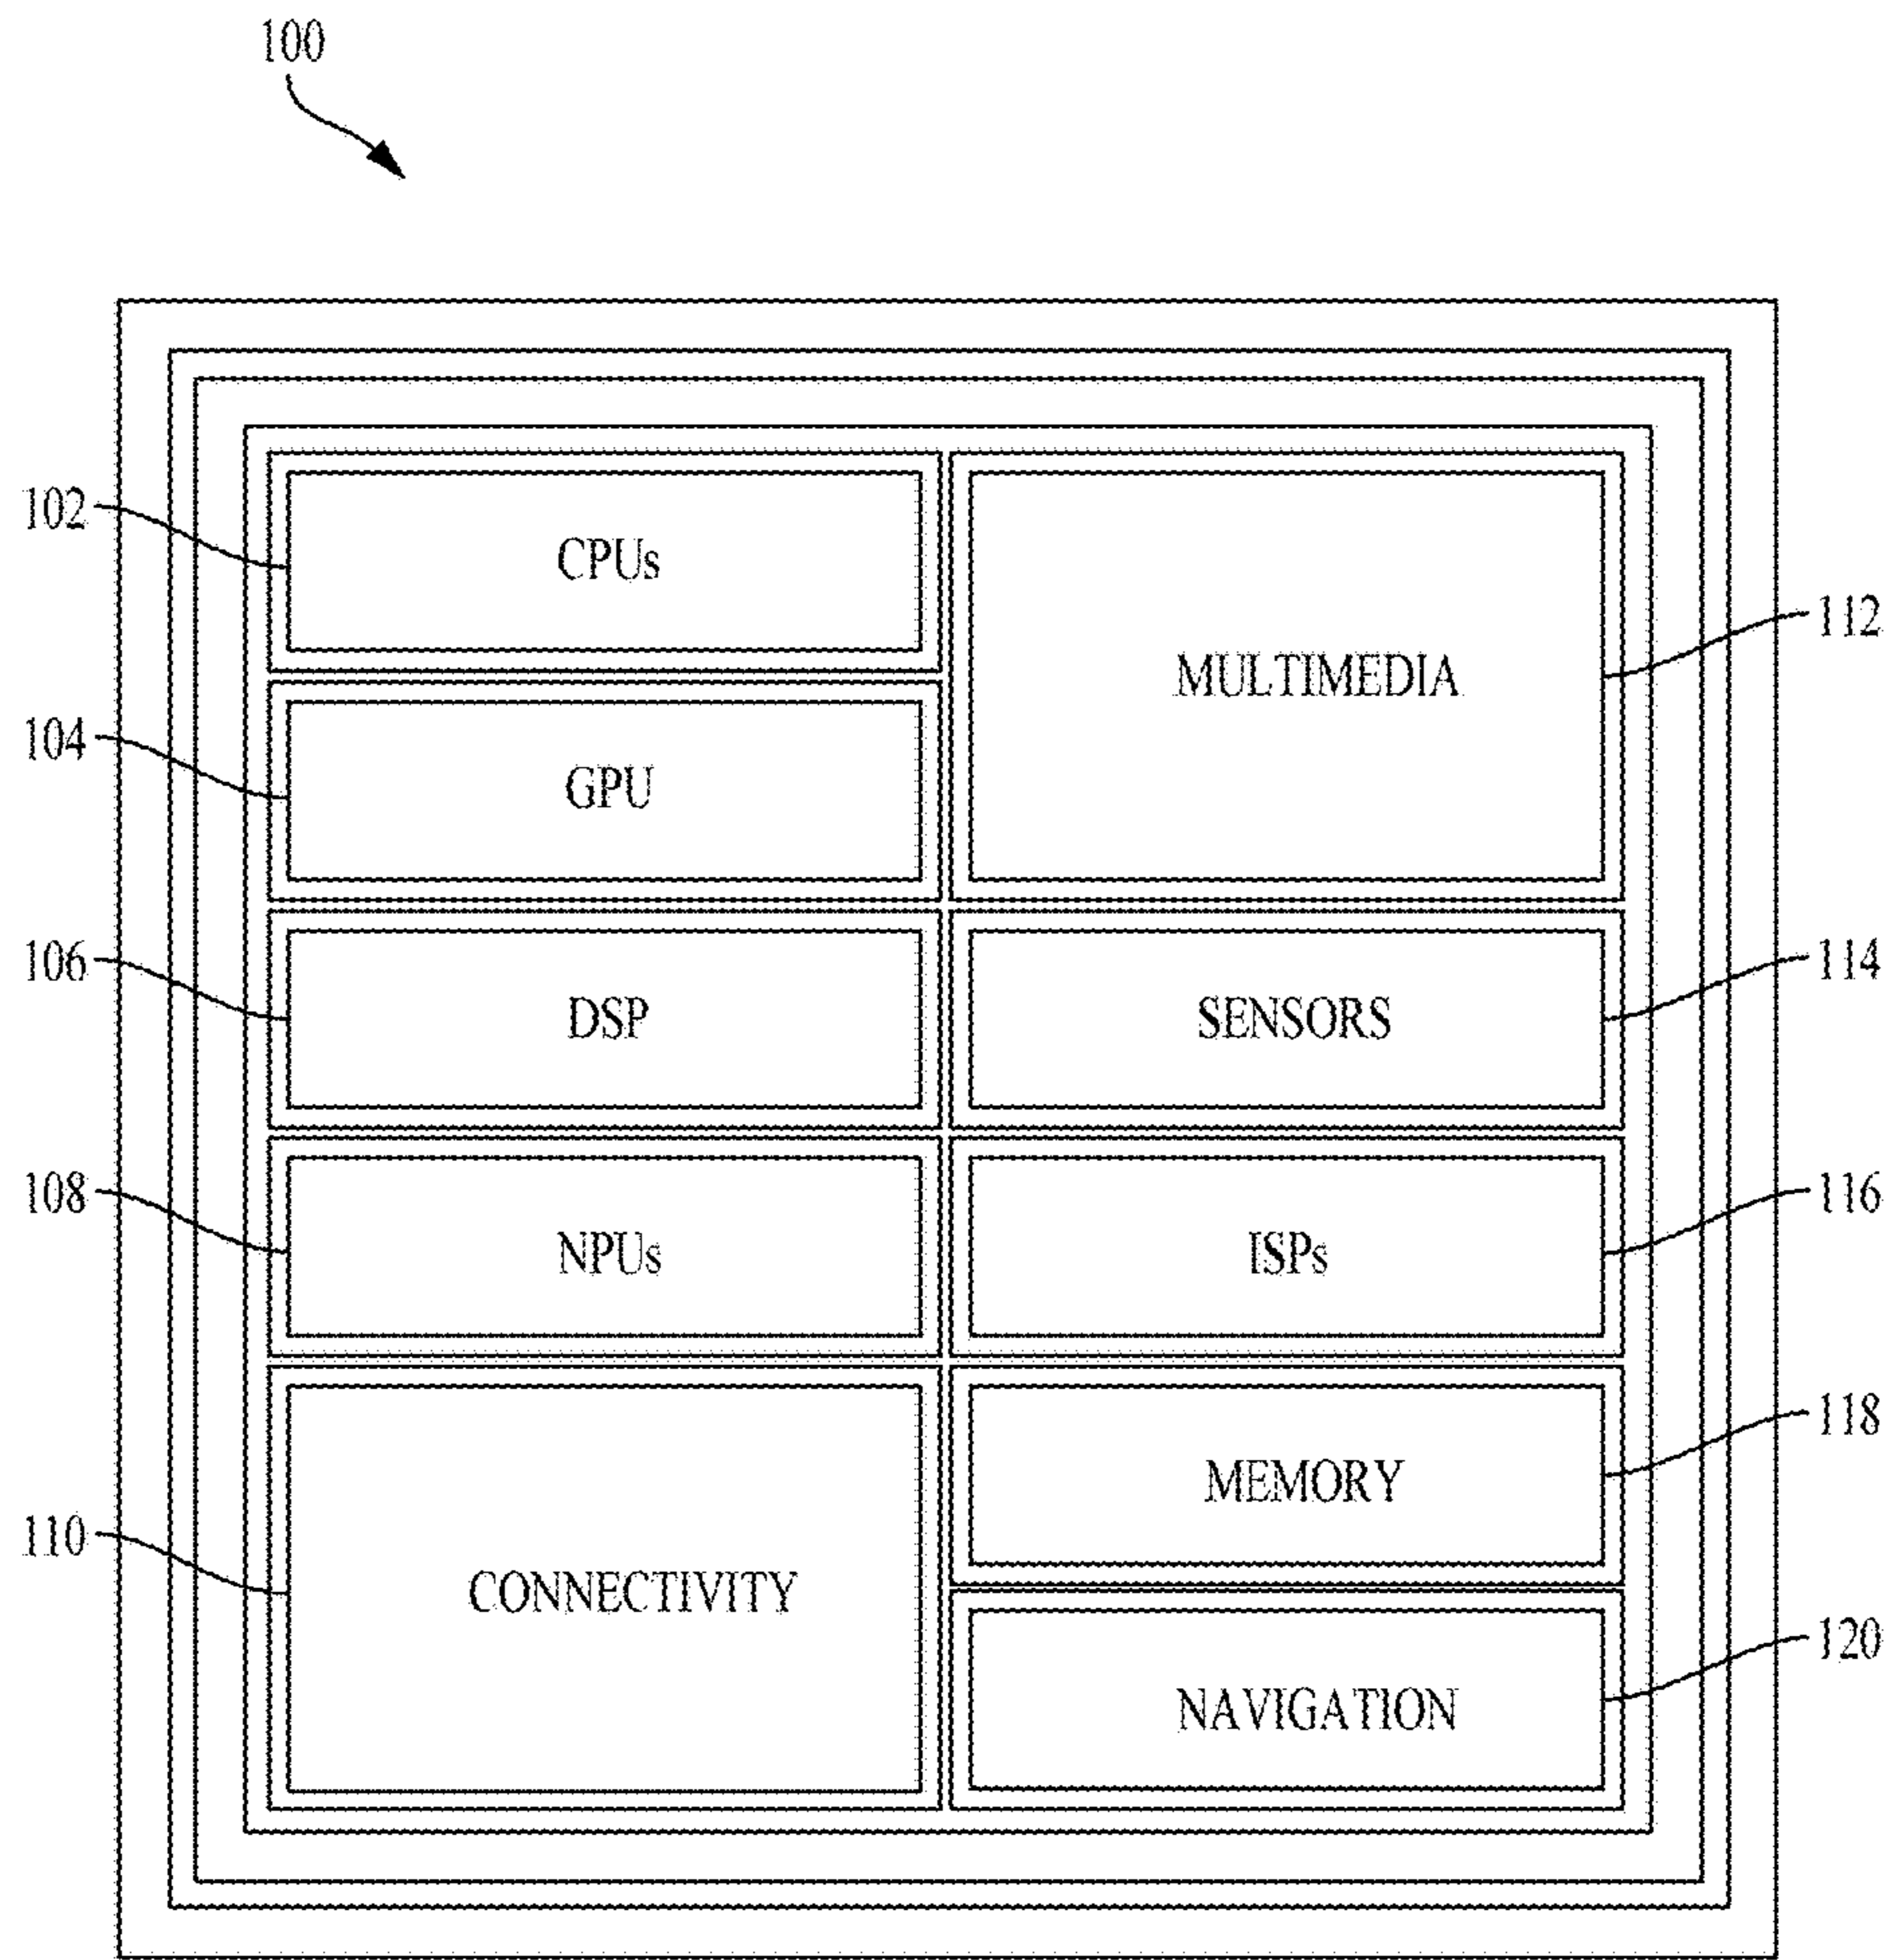 100
102
CPUs
MULTIMEDIA
112
104
GPU
106
DSP
SENSORS
114
108
NPUs
ISPs
116
110
CONNECTIVITY
MEMORY
118
NAVIGATION
120